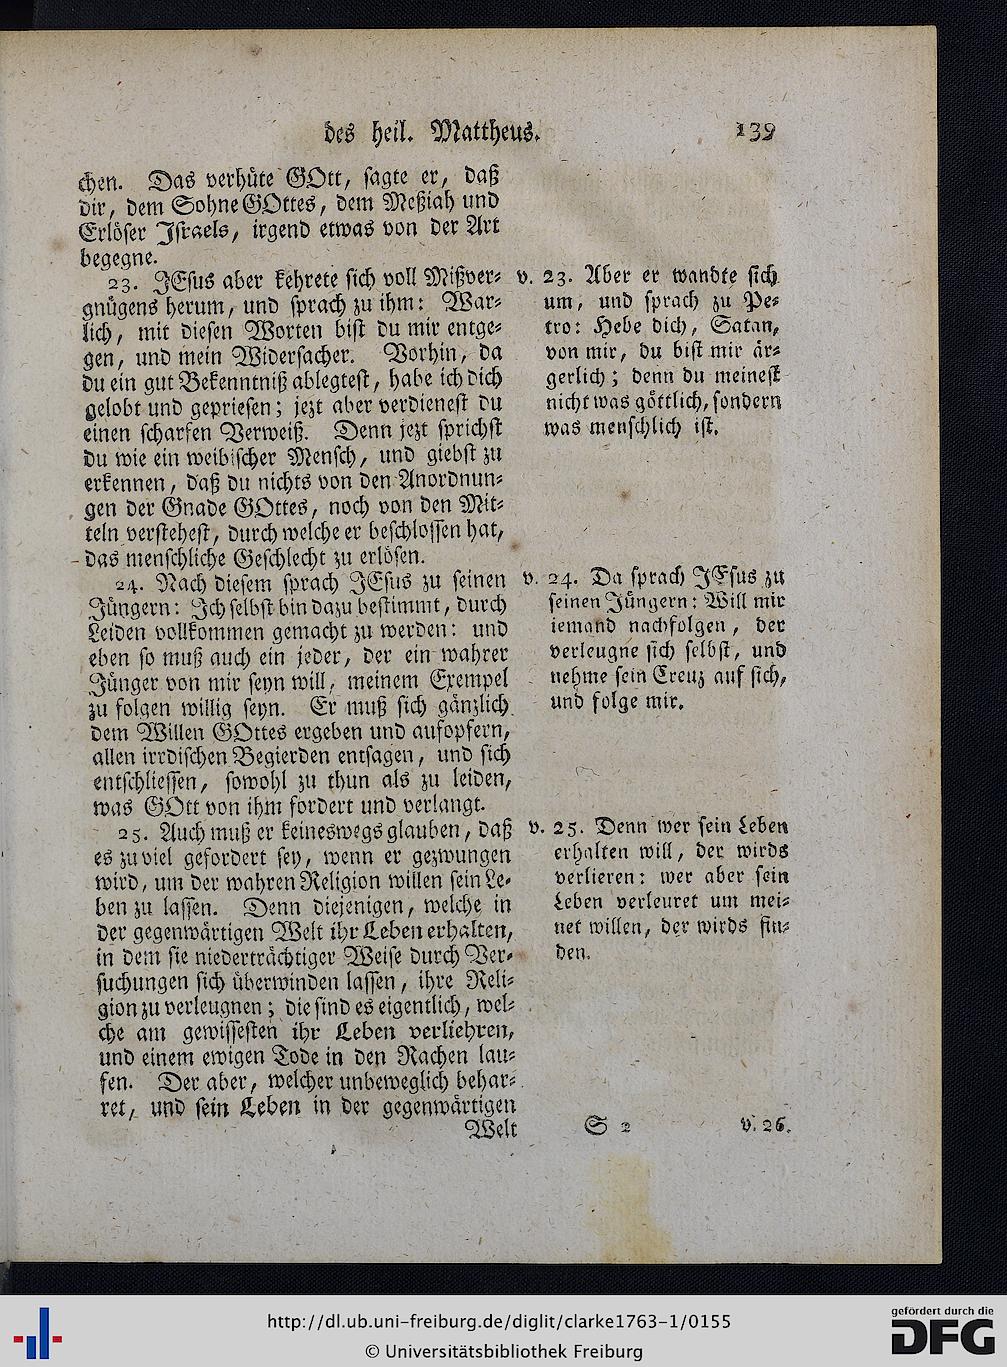 des heil. Mattheus. 139
chen. Das verhüte GOtt, sagte er, daß
dir, dem Sohne GOttes, dem Meßiah und
Erlöser Israels, irgend etwas von der Art
begegne.
23. JEsus aber kehrete sich voll Mißver-
gnügens herum, und sprach zu ihm: War-
lich, mit diesen Worten bist du mir entge-
gen, und mein Widersacher. Vorhin, da
du ein gut Bekenntniß ablegtest, habe ich dich
gelobt und gepriesen; jezt aber verdienest du
einen scharfen Verweiß. Denn jezt sprichst
du wie ein weibischer Mensch, und giebst zu
erkennen, daß du nichts von den Anordnun-
gen der Gnade GOttes, noch von den Mit-
teln verstehest, durch welche er beschlossen hat,
das menschliche Geschlecht zu erlösen.
24. Nach diesem sprach JEsus zu seinen
Jüngern: Ich selbst bin dazu bestimmt, durch
Leiden vollkommen gemacht zu werden: und
eben so muß auch ein jeder, der ein wahrer
Jünger von mir seyn will, meinem Exempel
zu folgen willig seyn. Er muß sich gänzlich
dem Willen GOttes ergeben und aufopfern,
allen irrdischen Begierden entsagen, und sich
entschliessen, sowohl zu thun als zu leiden,
was GOtt von ihm fordert und verlangt.
25. Auch muß er keineswegs glauben, daß
es zu viel gefordert sey, wenn er gezwungen
wird, um der wahren Religion willen sein Le-
ben zu lassen. Denn diejenigen, welche in
der gegenwärtigen Welt ihr Leben erhalten,
in dem sie niederträchtiger Weise durch Ver-
suchungen sich überwinden lassen, ihre Reli-
gion zu verleugnen; die sind es eigentlich, wel-
che am gewissesten ihr Leben verliehren,
und einem ewigen Tode in den Rachen lau-
fen. Der aber, welcher unbeweglich behar-
ret, und sein Leben in der gegenwärtigen
Welt
v. 23. Aber er wandte sich
um, und sprach zu Pe-
tro: Hebe dich, Satan,
von mir, du bist mir är-
gerlich; denn du meinest
nicht was göttlich, sondern
was menschlich ist.
v. 24. Da sprach JEsus zu
seinen Jüngern: Will mir
iemand nachfolgen, der
verleugne sich selbst, und
nehme sein Creuz auf sich,
und folge mir.
v. 25. Denn wer sein Leben
erhalten will, der wirds
verlieren: wer aber sein
Leben verleuret um mei-
net willen, der wirds fin-
den.
S 2 v. 26.
http://dl.ub.uni-freiburg.de/diglit/clarke1763-1/0155
© Universitätsbibliothek Freiburg
gefördert durch die
DFG